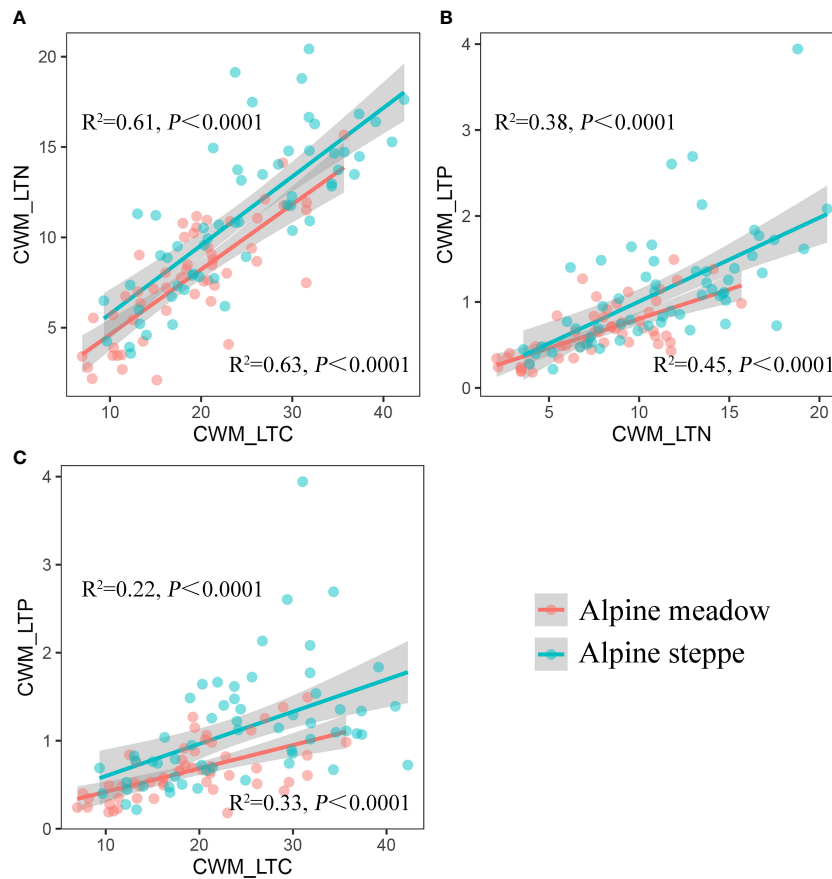 A
20
15
10
5
CWM_LTN
R²=0.61, P<0.0001
R²=0.63, P<0.0001
10 20 30 40
CWM_LTC
B
4
3
2
1
0
CWM_LTP
R²=0.38, P<0.0001
R²=0.45, P<0.0001
5 10 15 20
CWM_LTN
C
4
3
2
1
0
CWM_LTP
R²=0.22, P<0.0001
R²=0.33, P<0.0001
10 20 30 40
CWM_LTC
Alpine meadow
Alpine steppe